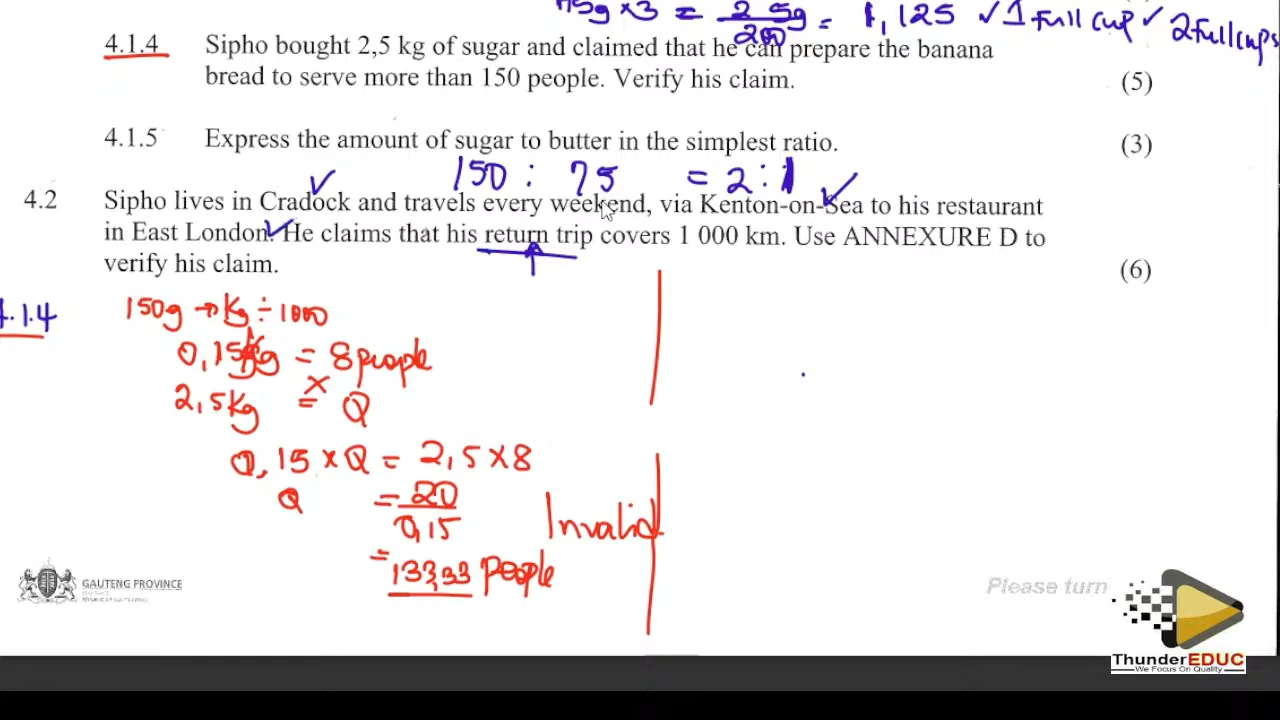 75g x 3 = 225g/200 = 1,125 ✓ 1 full cup ✓ 2 full cups
4.1.4 Sipho bought 2,5 kg of sugar and claimed that he can prepare the banana
bread to serve more than 150 people. Verify his claim. (5)
4.1.5 Express the amount of sugar to butter in the simplest ratio. (3)
150 : 75 = 2 : 1
4.2 Sipho lives in Cradock and travels every weekend, via Kenton-on-Sea to his restaurant
in East London. He claims that his return trip covers 1 000 km. Use ANNEXURE D to
verify his claim. (6)
4.1.4 150g → Kg ÷ 1000
0,15Kg = 8 people
2,5Kg = Q
x
0,15 x Q = 2,5 x 8
Q = 20
0,15
Invalid
= 133,33 people
GAUTENG PROVINCE
Please turn
ThunderEDUC
We Focus On Quality